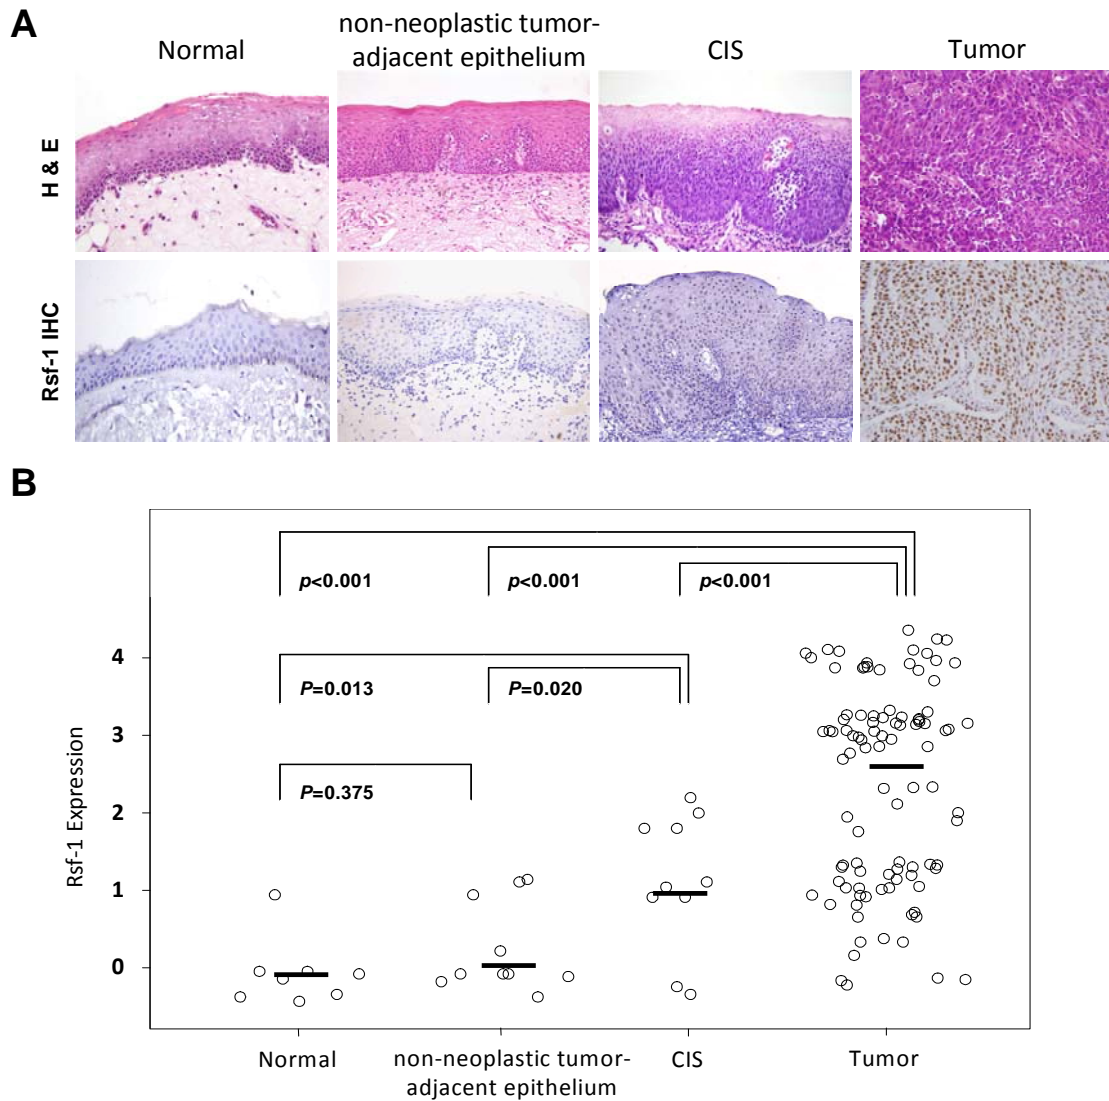 A
Normal
non-neoplastic tumor-
adjacent epithelium
CIS
Tumor
H & E
Rsf-1 IHC
B
p<0.001
p<0.001
p<0.001
P=0.013
P=0.020
P=0.375
4
3
2
1
0
Rsf-1 Expression
Normal
non-neoplastic tumor-
adjacent epithelium
CIS
Tumor